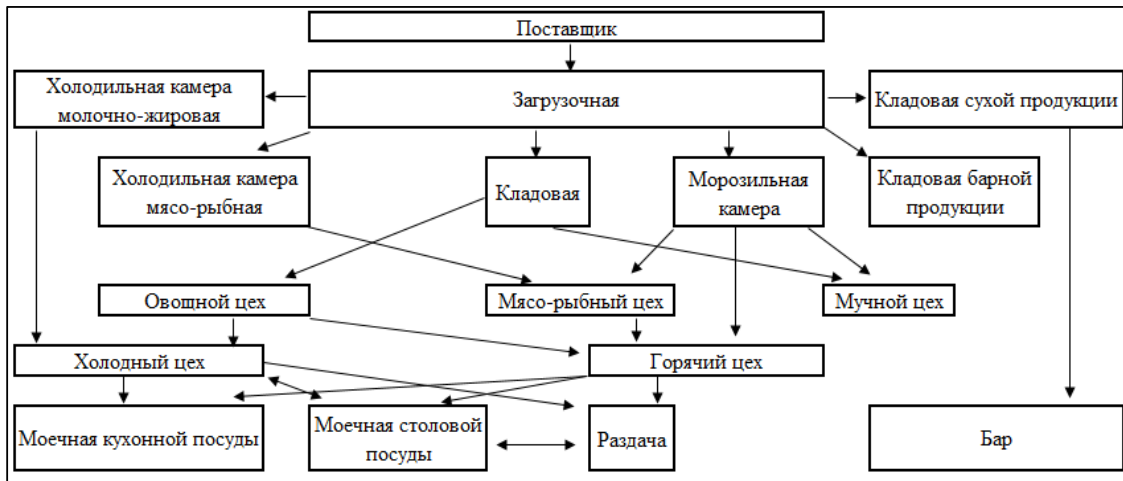 Поставщик
Холодильная камера
молочно-жировая
Загрузочная
Кладовая сухой продукции
Холодильная камера
мясо-рыбная
Кладовая
Морозильная
камера
Кладовая барной
продукции
Овощной цех
Мясо-рыбный цех
Мучной цех
Холодный цех
Горячий цех
Моечная кухонной посуды
Моечная столовой
посуды
Раздача
Бар